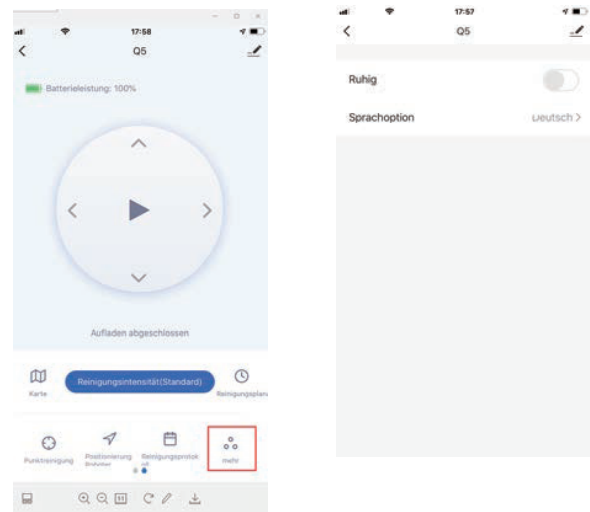 17:58
Q5
Batterieleistung: 100%
Aufladen abgeschlossen
Reinigungsintensität(Standard)
Karte
Reinigungsplan
Punktreinigung
Positionierung
Reinigungsprotok
mehr
17:57
Q5
Ruhig
Sprachoption
Deutsch >